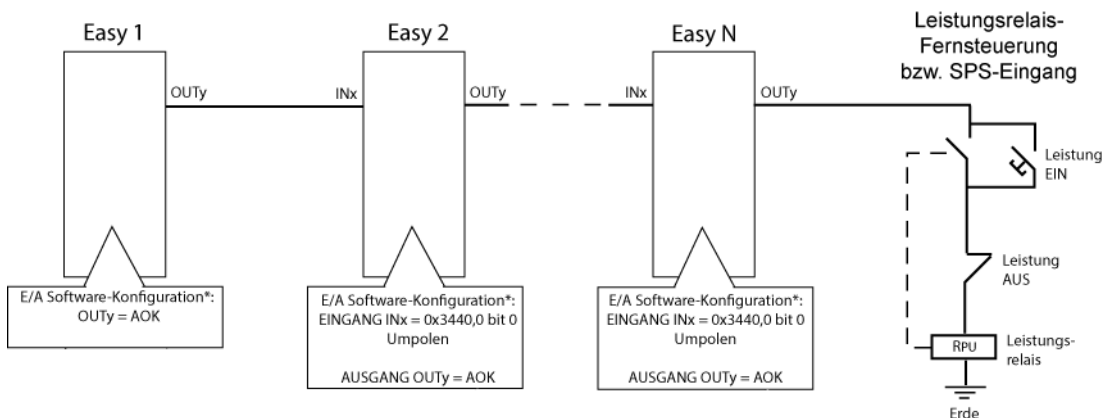 Easy 1
Easy 2
Easy N
Leistungsrelais-
Fernsteuerung
bzw. SPS-Eingang
OUTy
INx
OUTy
INx
OUTy
Leistung
EIN
Leistung
AUS
RPU
Leistungs-
relais
Erde
E/A Software-Konfiguration*:
OUTy = AOK
E/A Software-Konfiguration*:
EINGANG INx = 0x3440,0 bit 0
Umpolen
AUSGANG OUTy = AOK
E/A Software-Konfiguration*:
EINGANG INx = 0x3440,0 bit 0
Umpolen
AUSGANG OUTy = AOK